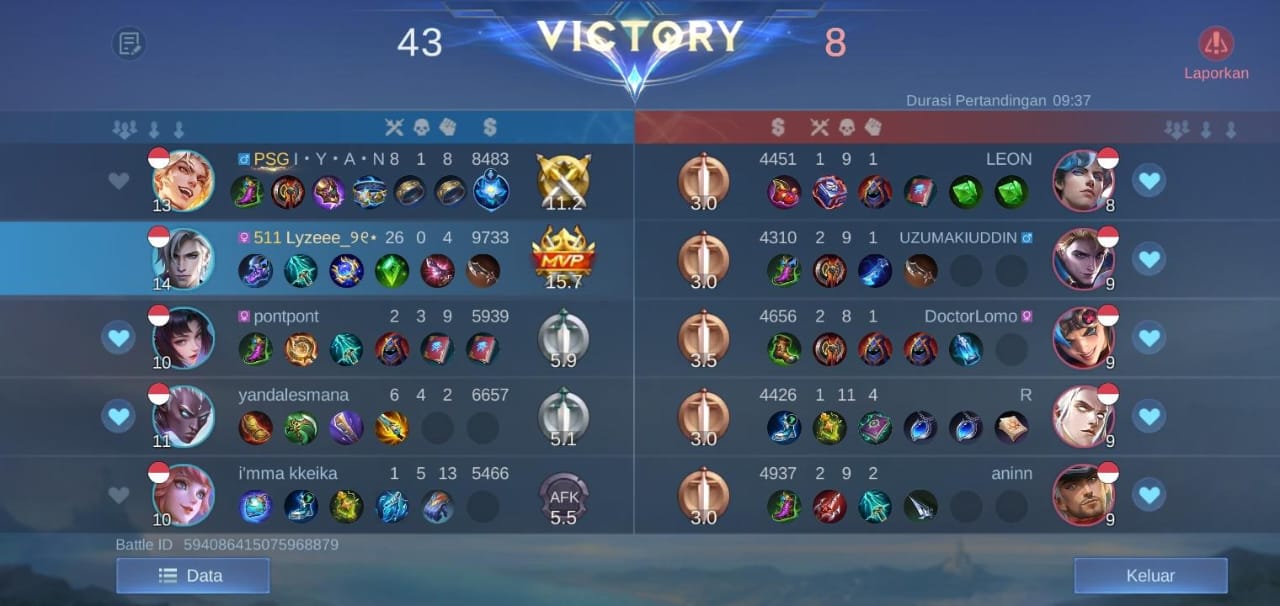 43 VICTORY 8
Laporkan
Durasi Pertandingan 09:37
PSG I • Y • A • N 8 1 8 8483
13 11.2
4451 1 9 1 LEON
3.0 8
511 Lyzeee_୨୧⋆ 26 0 4 9733
MVP
14 15.7
4310 2 9 1 UZUMAKIUDDIN
3.0 9
pontpont 2 3 9 5939
10 5.9
4656 2 8 1 DoctorLomo
3.5 9
yandalesmana 6 4 2 6657
11 5.1
4426 1 11 4 R
3.0 9
i'mma kkeika 1 5 13 5466
AFK
10 5.5
4937 2 9 2 aninn
3.0 9
Battle ID 594086415075968879
Data
Keluar